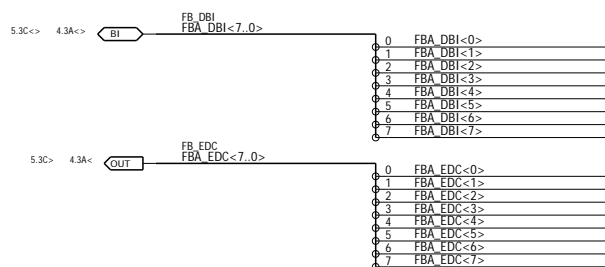 FB_DBI
5.3C<> 4.3A<> BI FBA_DBI<7..0>
0 FBA_DBI<0>
1 FBA_DBI<1>
2 FBA_DBI<2>
3 FBA_DBI<3>
4 FBA_DBI<4>
5 FBA_DBI<5>
6 FBA_DBI<6>
7 FBA_DBI<7>
FB_EDC
5.3C> 4.3A< OUT FBA_EDC<7..0>
0 FBA_EDC<0>
1 FBA_EDC<1>
2 FBA_EDC<2>
3 FBA_EDC<3>
4 FBA_EDC<4>
5 FBA_EDC<5>
6 FBA_EDC<6>
7 FBA_EDC<7>